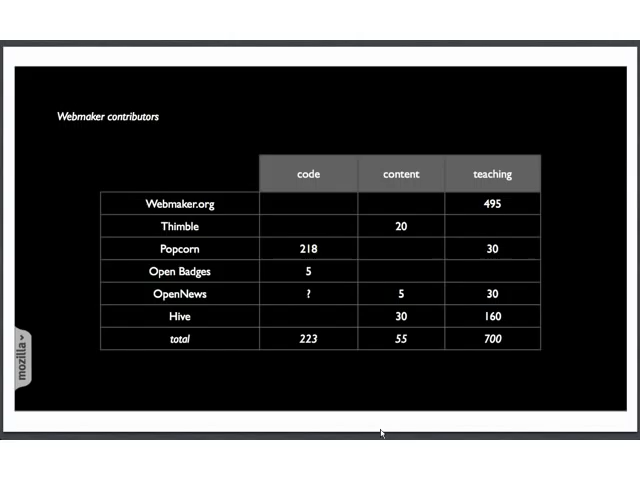 Webmaker contributors
code content teaching
Webmaker.org 495
Thimble 20
Popcorn 218 30
Open Badges 5
OpenNews ? 5 30
Hive 30 160
total 223 55 700
mozilla